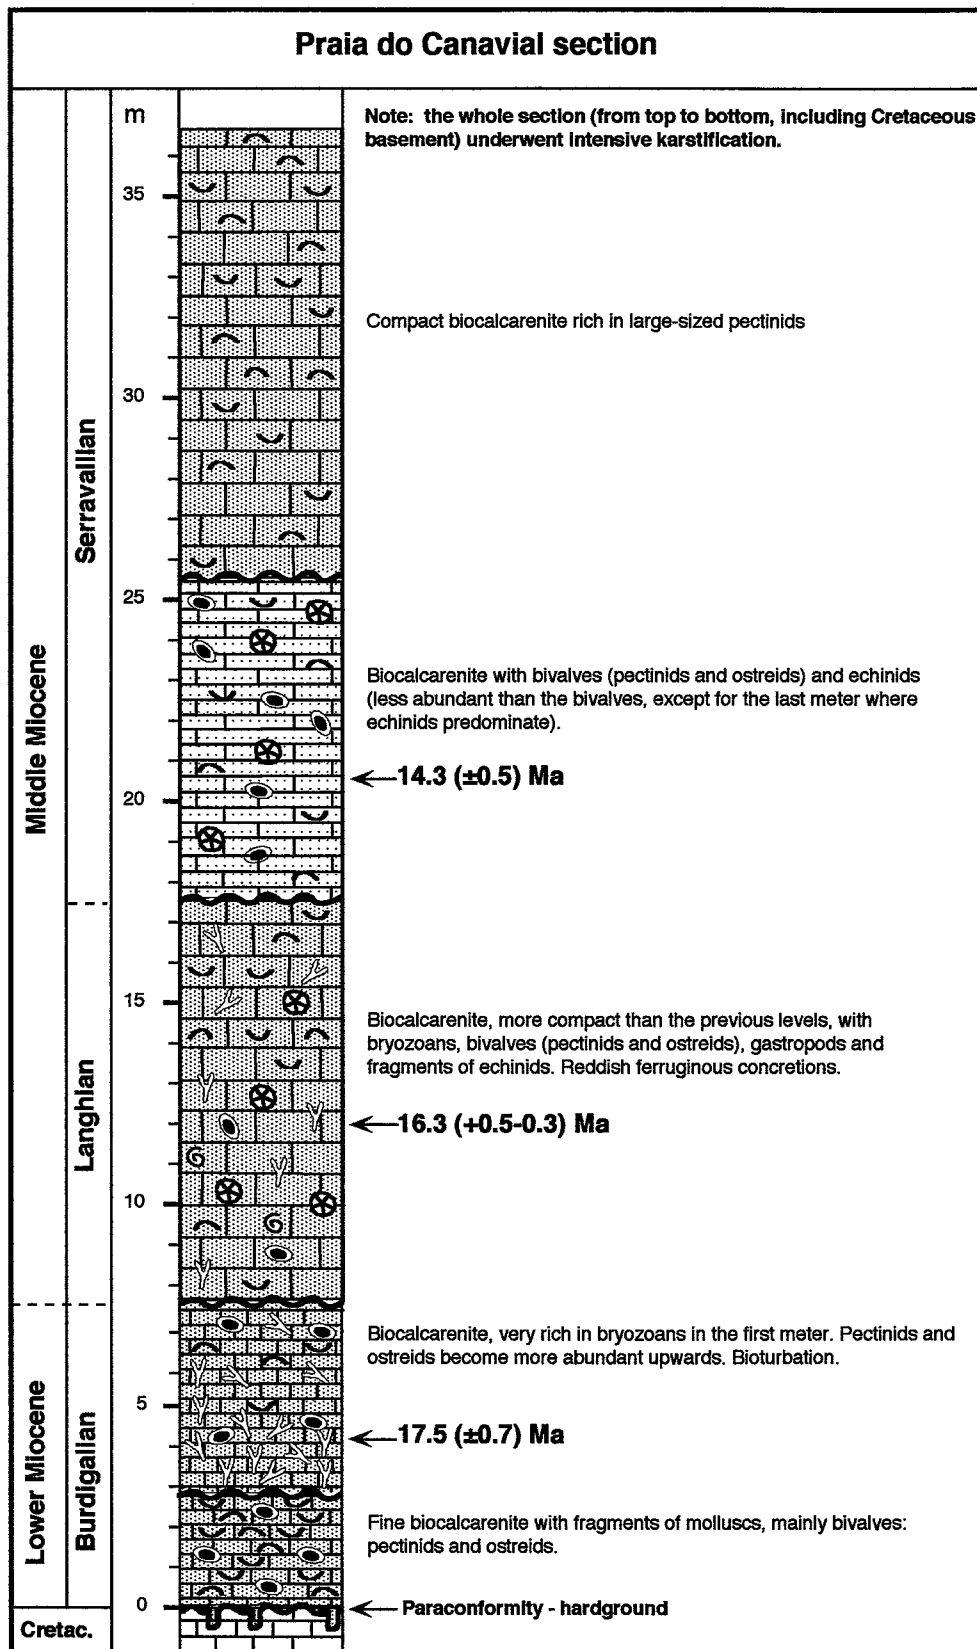 Praia do Canavial section
m
Note: the whole section (from top to bottom, including Cretaceous
basement) underwent intensive karstification.
35
Compact biocalcarenite rich in large-sized pectinids
30
Serravallian
25
Biocalcarenite with bivalves (pectinids and ostreids) and echinids
(less abundant than the bivalves, except for the last meter where
echinids predominate).
Middle Miocene
14.3 (±0.5) Ma
20
15
Biocalcarenite, more compact than the previous levels, with
bryozoans, bivalves (pectinids and ostreids), gastropods and
fragments of echinids. Reddish ferruginous concretions.
Langhian
16.3 (+0.5-0.3) Ma
10
Biocalcarenite, very rich in bryozoans in the first meter. Pectinids and
ostreids become more abundant upwards. Bioturbation.
5
17.5 (±0.7) Ma
Lower Miocene
Burdigalian
Fine biocalcarenite with fragments of molluscs, mainly bivalves:
pectinids and ostreids.
0
Paraconformity - hardground
Cretac.